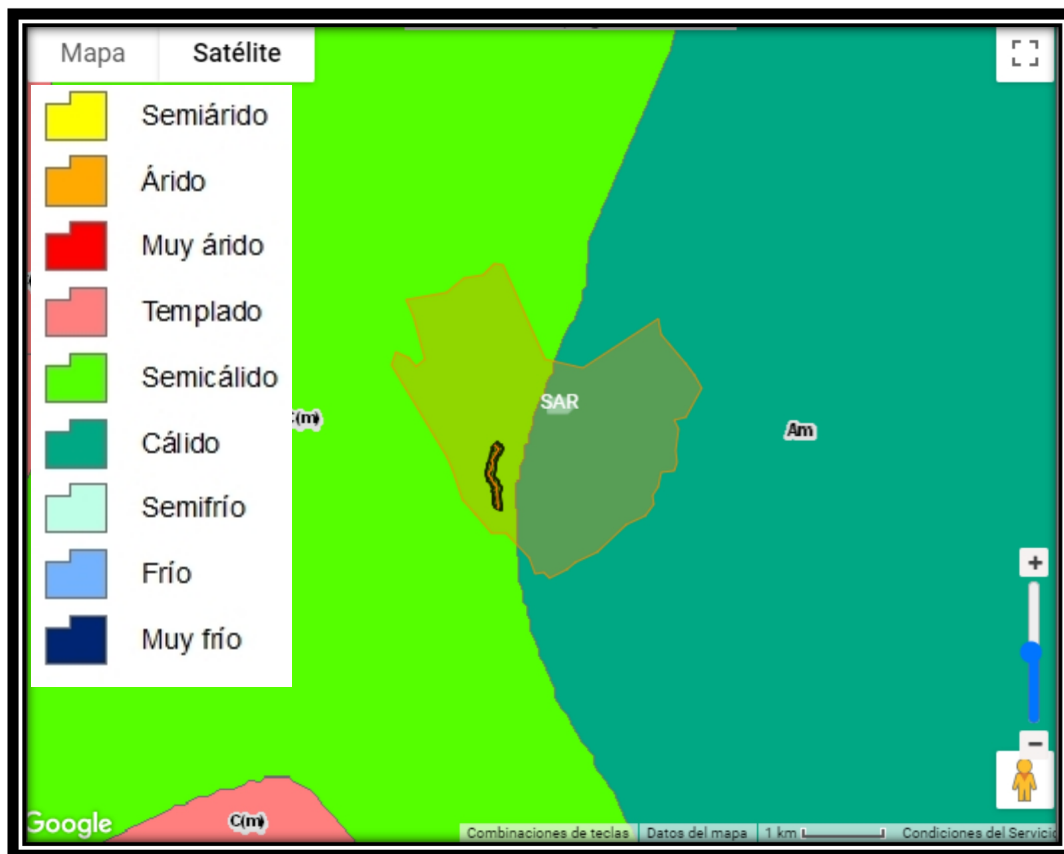 Mapa
Satélite
Semiárido
Árido
Muy árido
Templado
Semicálido
Cálido
Semifrío
Frío
Muy frío
(m)
SAR
Am
C(m)
+
−
Google
Combinaciones de teclas
Datos del mapa
1 km
Condiciones del Servicio